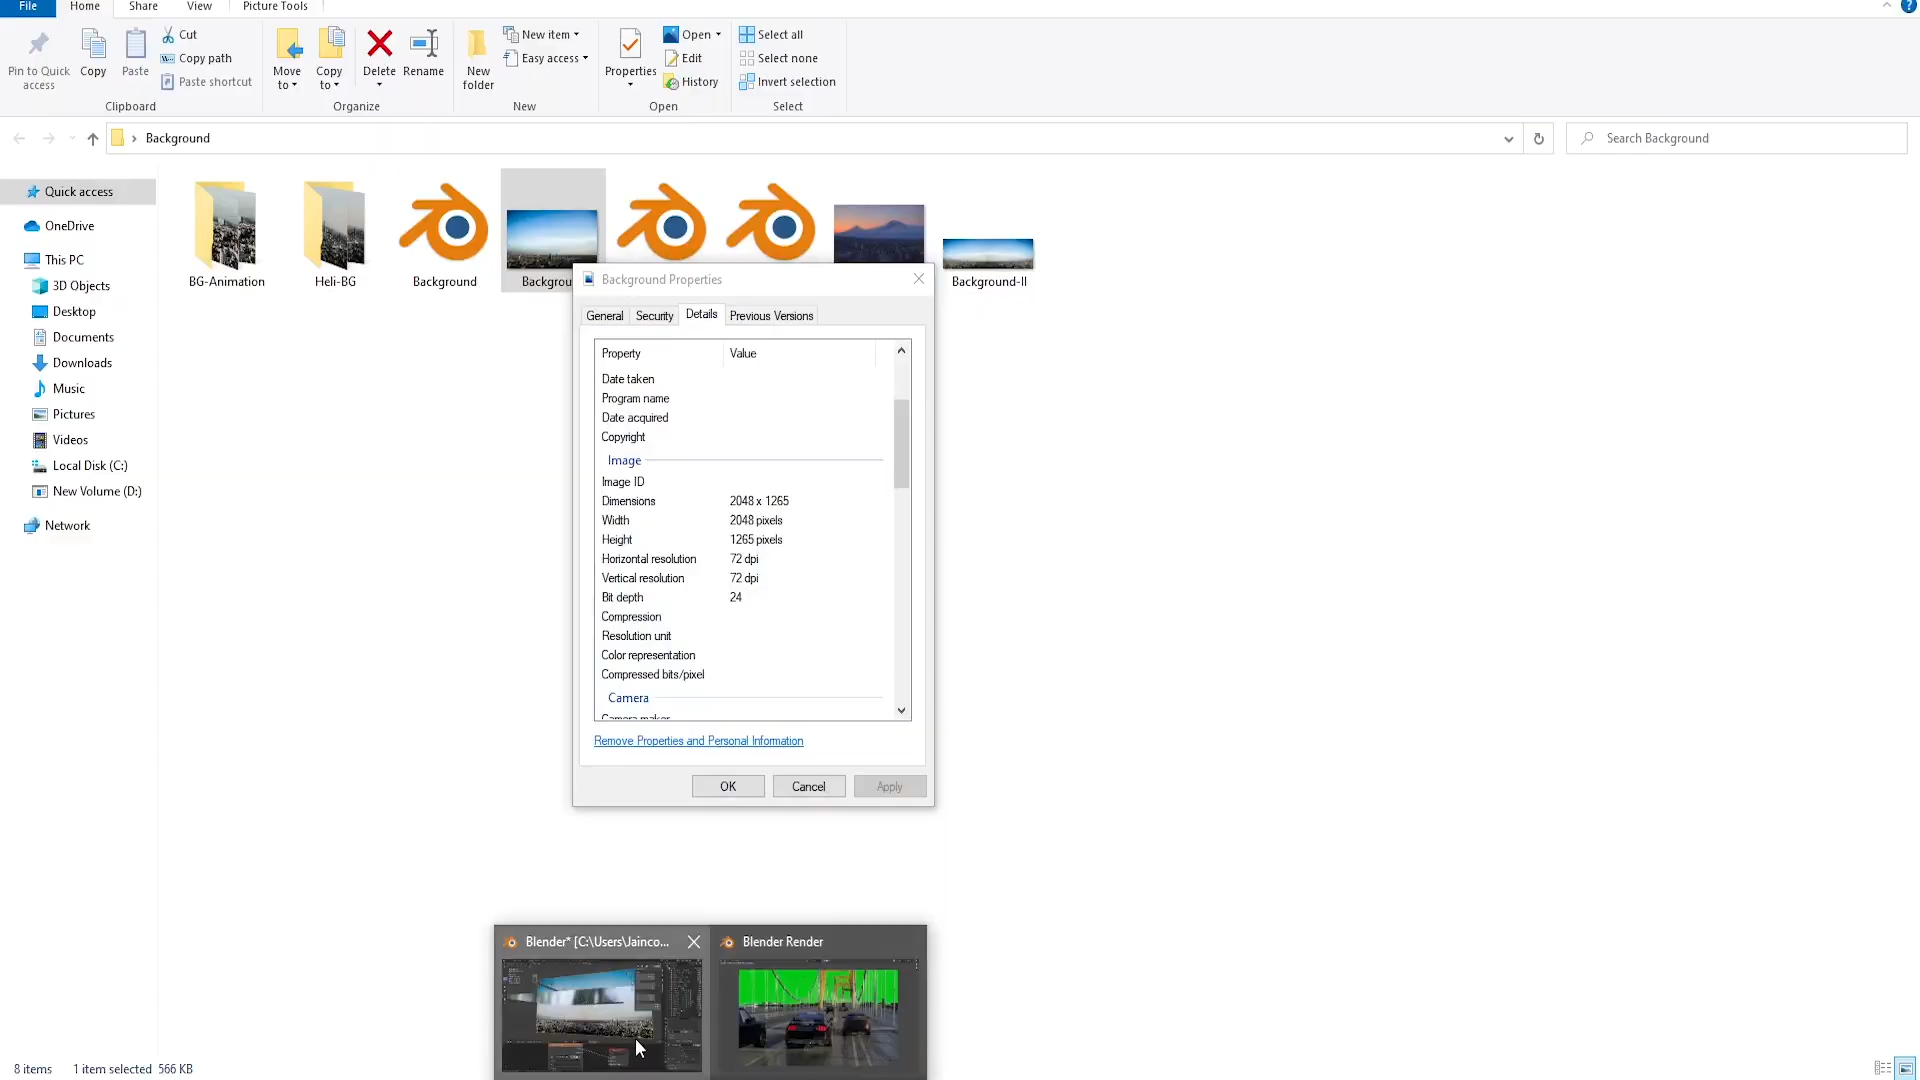 File Home Share View Picture Tools
Pin to Quick access
Copy
Paste
Cut
Copy path
Paste shortcut
Clipboard
Move to
Copy to
Delete
Rename
Organize
New folder
New item
Easy access
New
Properties
Open
Edit
History
Open
Select all
Select none
Invert selection
Select
Background
Search Background
Quick access
OneDrive
This PC
3D Objects
Desktop
Documents
Downloads
Music
Pictures
Videos
Local Disk (C:)
New Volume (D:)
Network
BG-Animation
Heli-BG
Background
Backgrou
Background-II
Background Properties
General Security Details Previous Versions
Property Value
Date taken
Program name
Date acquired
Copyright
Image
Image ID
Dimensions 2048 x 1265
Width 2048 pixels
Height 1265 pixels
Horizontal resolution 72 dpi
Vertical resolution 72 dpi
Bit depth 24
Compression
Resolution unit
Color representation
Compressed bits/pixel
Camera
Camera maker
Remove Properties and Personal Information
OK Cancel Apply
Blender* [C:\Users\Jainco...
Blender Render
8 items 1 item selected 566 KB